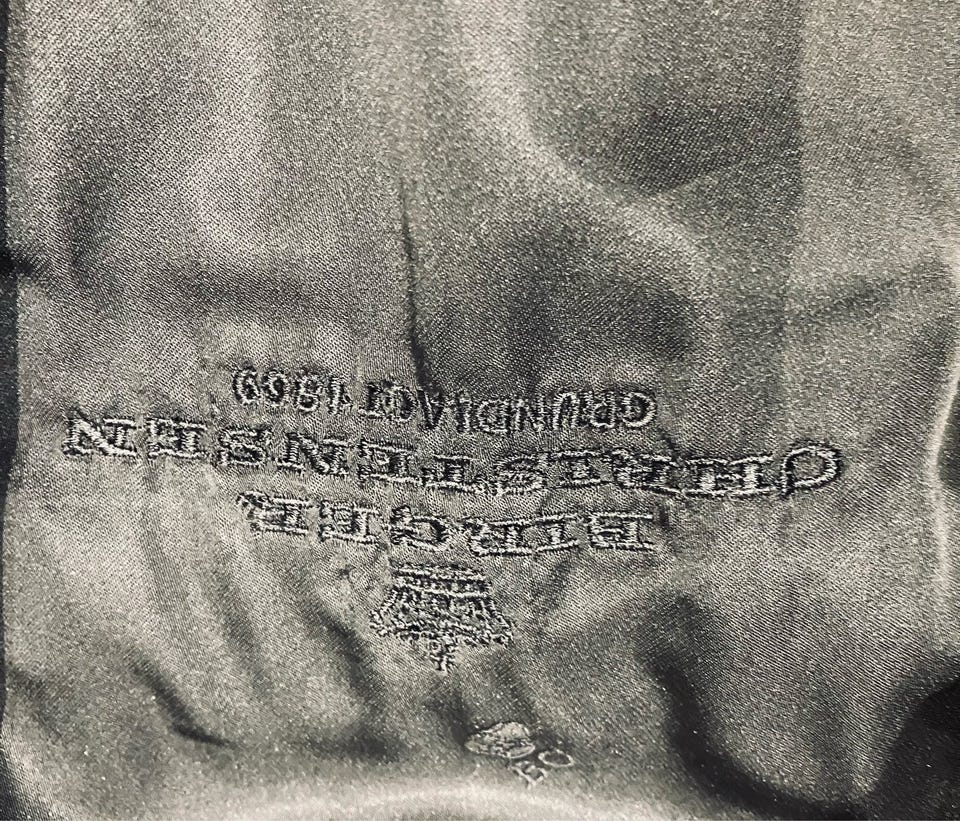 BIRGER
CHRISTENSEN
GRUNDLAGT 1869